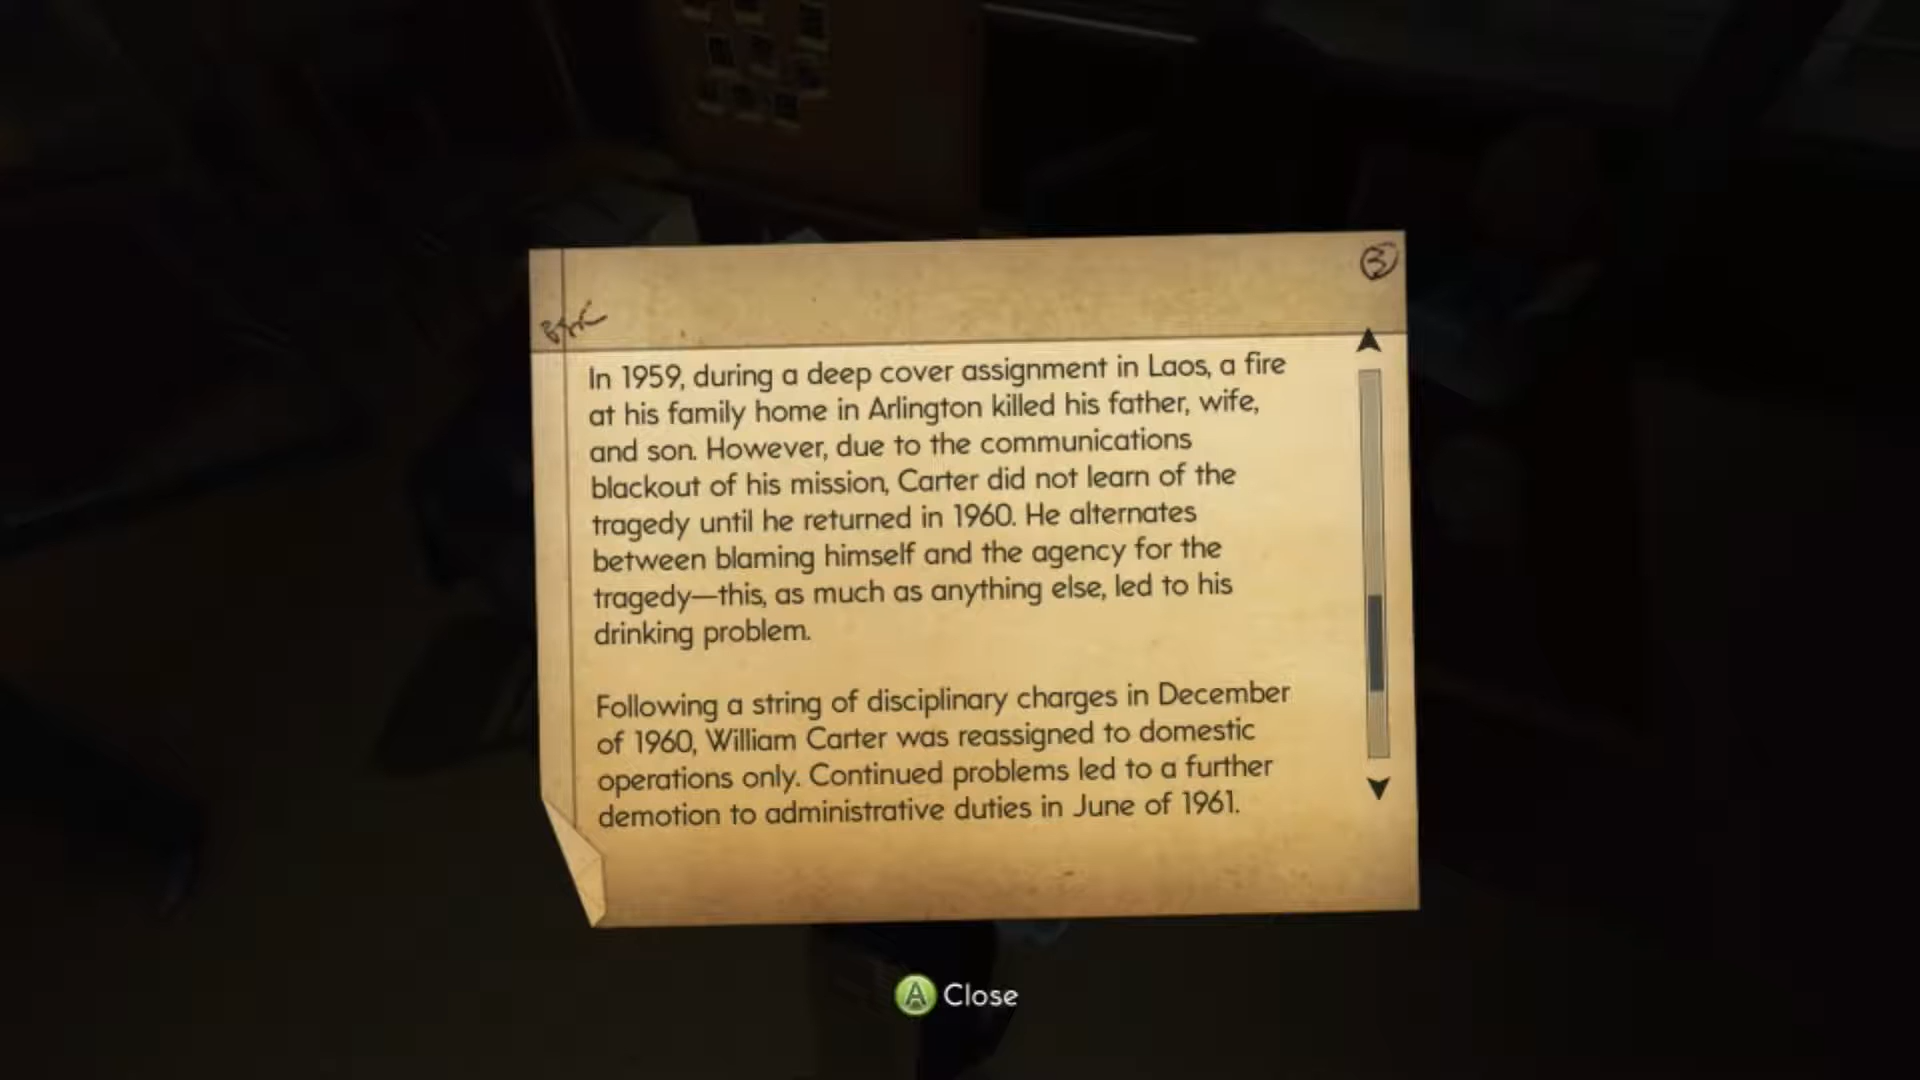 3
In 1959, during a deep cover assignment in Laos, a fire
at his family home in Arlington killed his father, wife,
and son. However, due to the communications
blackout of his mission, Carter did not learn of the
tragedy until he returned in 1960. He alternates
between blaming himself and the agency for the
tragedy—this, as much as anything else, led to his
drinking problem.
Following a string of disciplinary charges in December
of 1960, William Carter was reassigned to domestic
operations only. Continued problems led to a further
demotion to administrative duties in June of 1961.
A Close